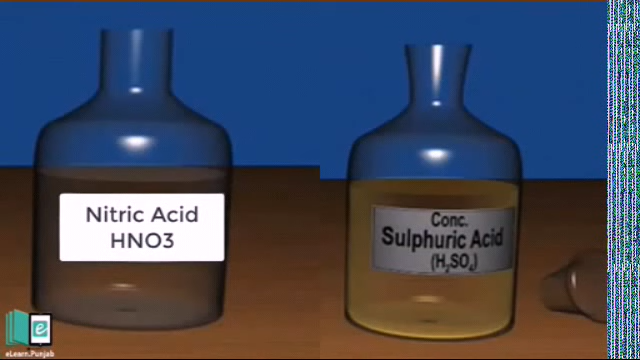 Nitric Acid
HNO3
Conc.
Sulphuric Acid
(H₂SO₄)
e
eLearn.Punjab